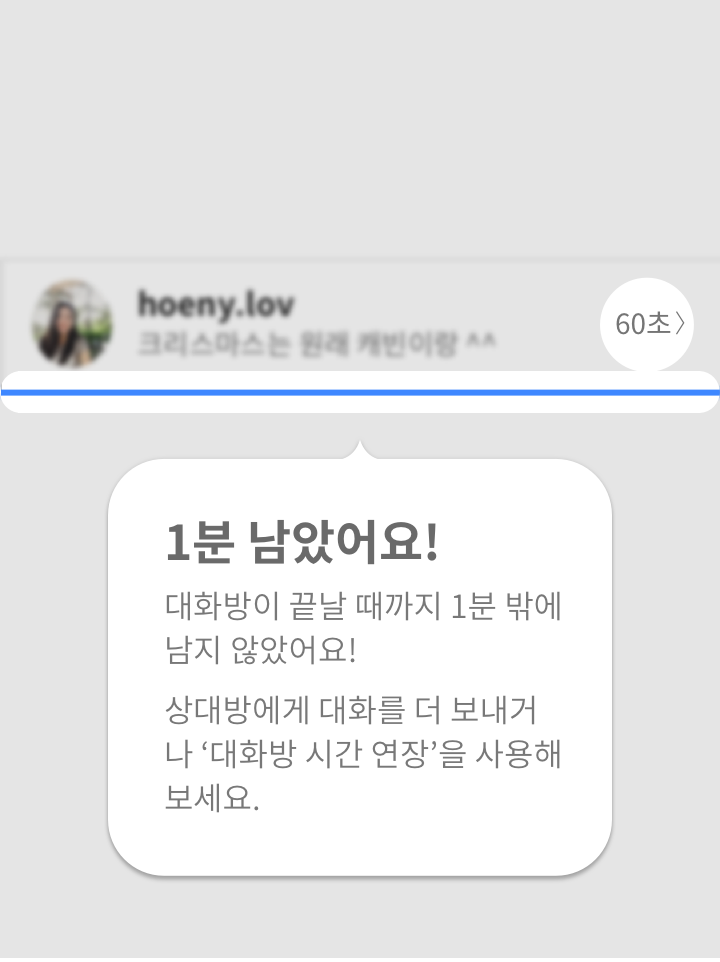 hoeny.lov
크리스마스는 원래 캐빈이랑 ^^
60초〉
1분 남았어요!
대화방이 끝날 때까지 1분 밖에
남지 않았어요!
상대방에게 대화를 더 보내거
나 ‘대화방 시간 연장’을 사용해
보세요.